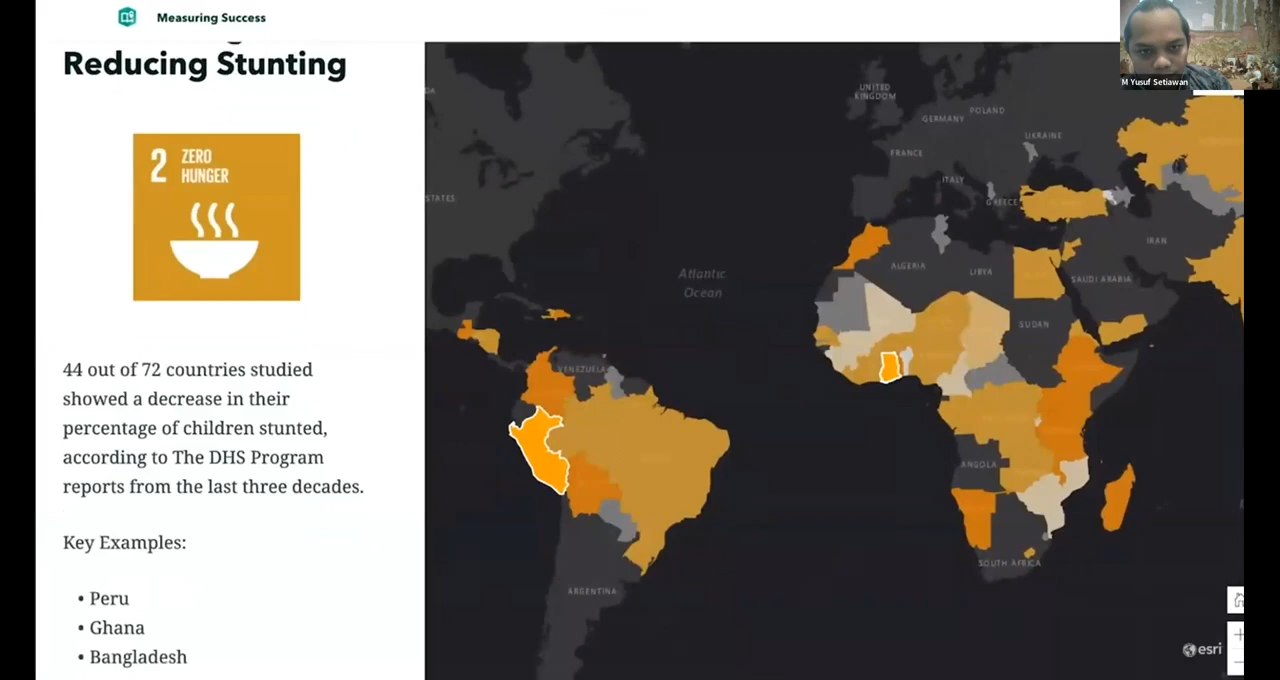 Measuring Success
M Yusuf Setiawan
Reducing Stunting
2 ZERO
HUNGER
44 out of 72 countries studied
showed a decrease in their
percentage of children stunted,
according to The DHS Program
reports from the last three decades.
Key Examples:
• Peru
• Ghana
• Bangladesh
DA
UNITED
KINGDOM
POLAND
GERMANY
UKRAINE
FRANCE
ITALY
STATES
GREECE
IRAN
Atlantic
Ocean
ALGERIA
LIBYA
SAUDI ARABIA
SUDAN
VENEZUELA
ANGOLA
SOUTH AFRICA
ARGENTINA
esri